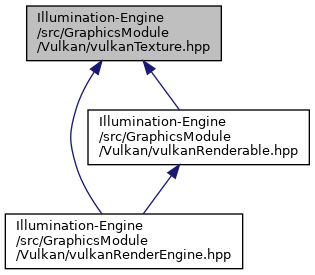 Illumination-Engine
/src/GraphicsModule
/Vulkan/vulkanTexture.hpp
Illumination-Engine
/src/GraphicsModule
/Vulkan/vulkanRenderable.hpp
Illumination-Engine
/src/GraphicsModule
/Vulkan/vulkanRenderEngine.hpp